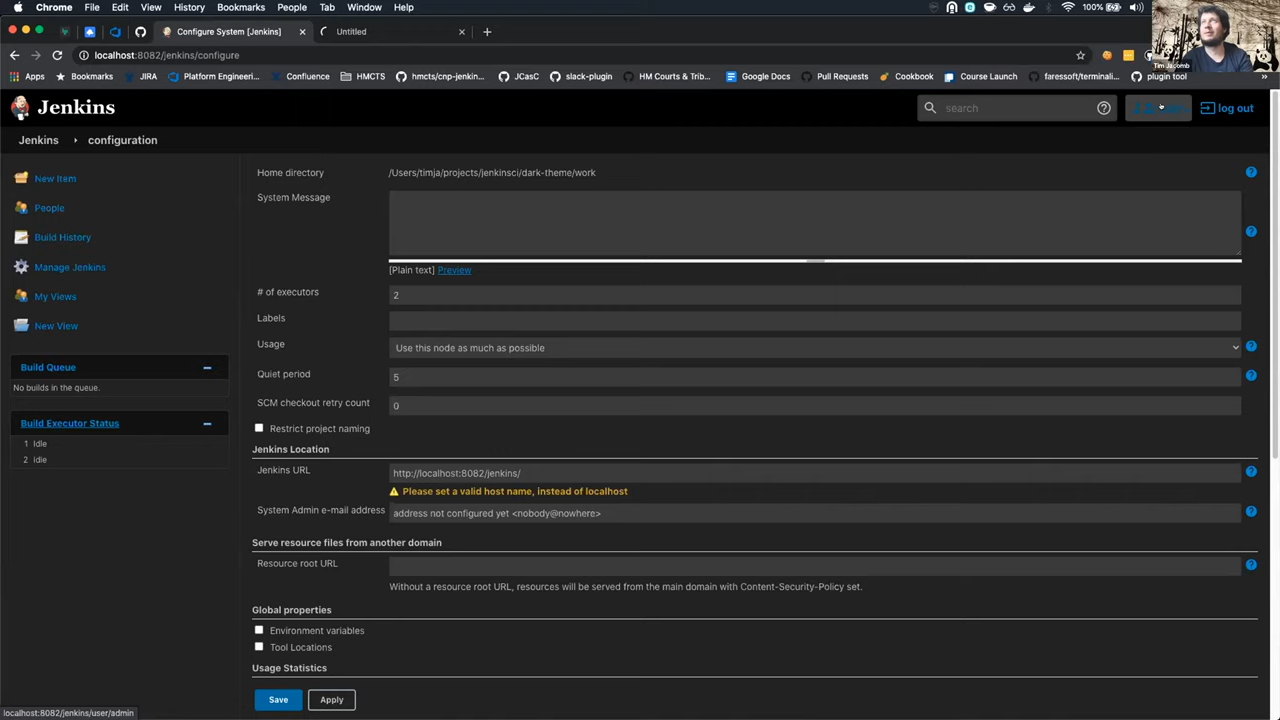 Chrome File Edit View History Bookmarks People Tab Window Help 100%
Configure System [Jenkins] Untitled
localhost:8082/jenkins/configure
Tim Jacomb
Apps Bookmarks JIRA Platform Engineeri... Confluence HMCTS hmcts/cnp-jenkin... JCasC slack-plugin HM Courts & Trib... Google Docs Pull Requests Cookbook Course Launch faressoft/terminali... plugin tool »
Jenkins search log out
Jenkins configuration
New Item
People
Build History
Manage Jenkins
My Views
New View
Build Queue
No builds in the queue.
Build Executor Status
1 Idle
2 Idle
Home directory /Users/timja/projects/jenkinsci/dark-theme/work
System Message
[Plain text] Preview
# of executors 2
Labels
Usage Use this node as much as possible
Quiet period 5
SCM checkout retry count 0
Restrict project naming
Jenkins Location
Jenkins URL http://localhost:8082/jenkins/
Please set a valid host name, instead of localhost
System Admin e-mail address address not configured yet <nobody@nowhere>
Serve resource files from another domain
Resource root URL
Without a resource root URL, resources will be served from the main domain with Content-Security-Policy set.
Global properties
Environment variables
Tool Locations
Usage Statistics
Save Apply
localhost:8082/jenkins/user/admin